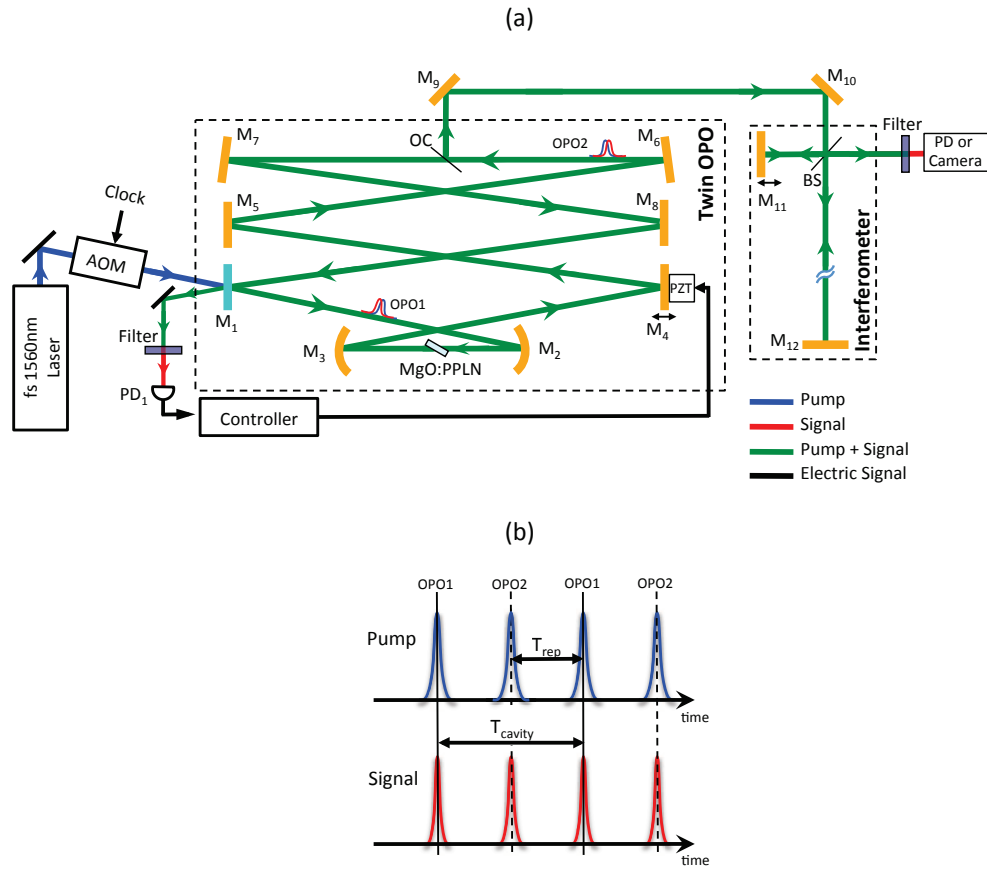 (a)
M9
M10
M7
OC
OPO2
M6
Filter
PD or
Camera
BS
M11
Twin OPO
Clock
M5
M8
AOM
Interferometer
OPO1
PZT
M1
M4
Filter
M3
M2
M12
MgO:PPLN
fs 1560nm
Laser
PD1
Controller
Pump
Signal
Pump + Signal
Electric Signal
(b)
OPO1 OPO2 OPO1 OPO2
Pump
Trep
time
Tcavity
Signal
time